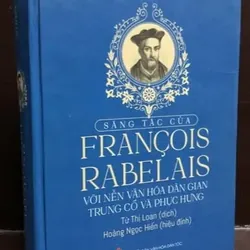 SÁNG TÁC CỦA
FRANÇOIS
RABELAIS
VỚI NỀN VĂN HÓA DÂN GIAN
TRUNG CỔ VÀ PHỤC HƯNG
Từ Thị Loan (dịch)
Hoàng Ngọc Hiến (hiệu đính)